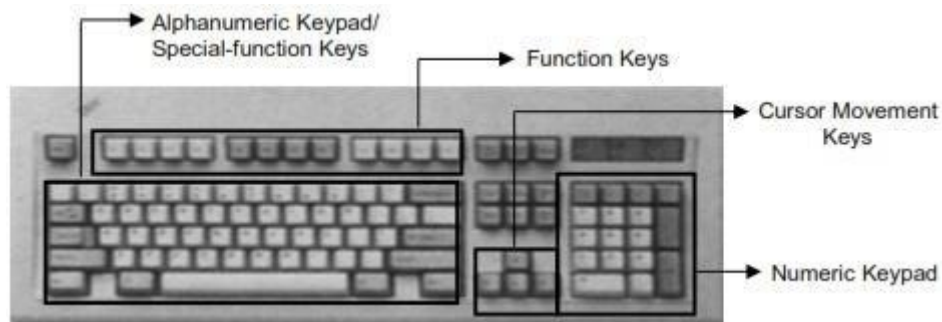 Alphanumeric Keypad/
Special-function Keys
Function Keys
Cursor Movement
Keys
Numeric Keypad